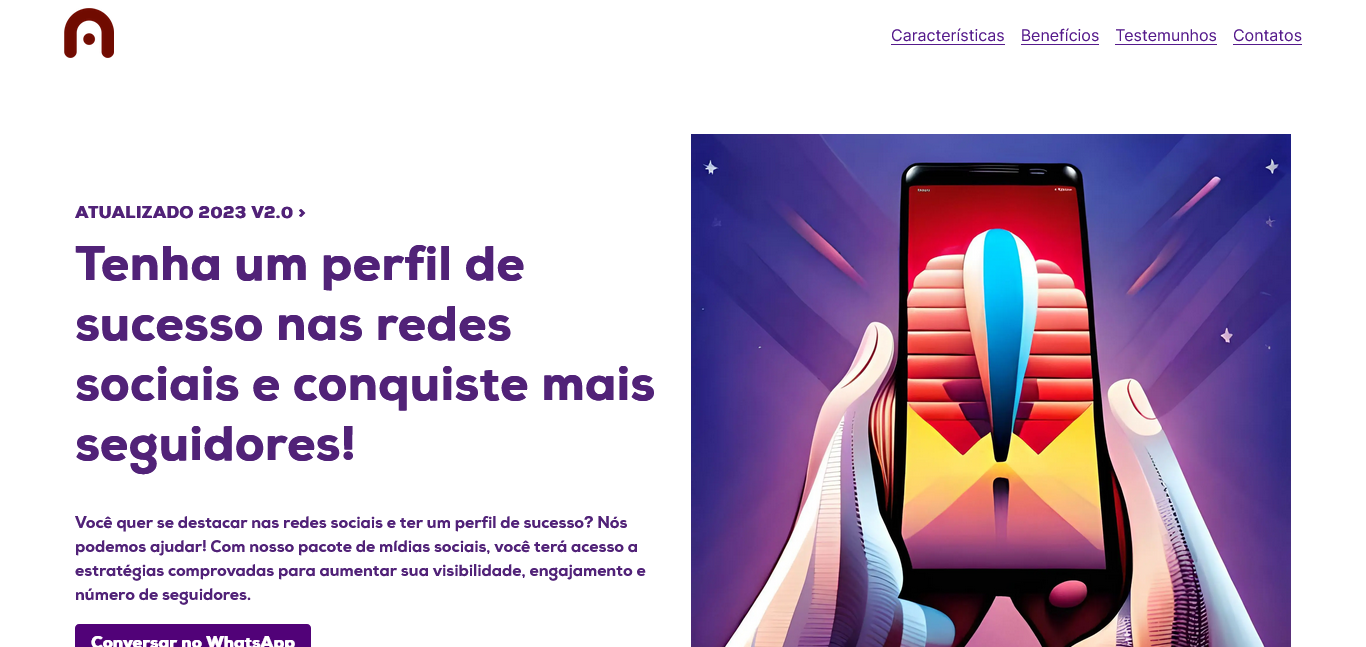 Características Benefícios Testemunhos Contatos
ATUALIZADO 2023 V2.0 ›
Tenha um perfil de
sucesso nas redes
sociais e conquiste mais
seguidores!
Você quer se destacar nas redes sociais e ter um perfil de sucesso? Nós
podemos ajudar! Com nosso pacote de mídias sociais, você terá acesso a
estratégias comprovadas para aumentar sua visibilidade, engajamento e
número de seguidores.
Conversar no WhatsApp